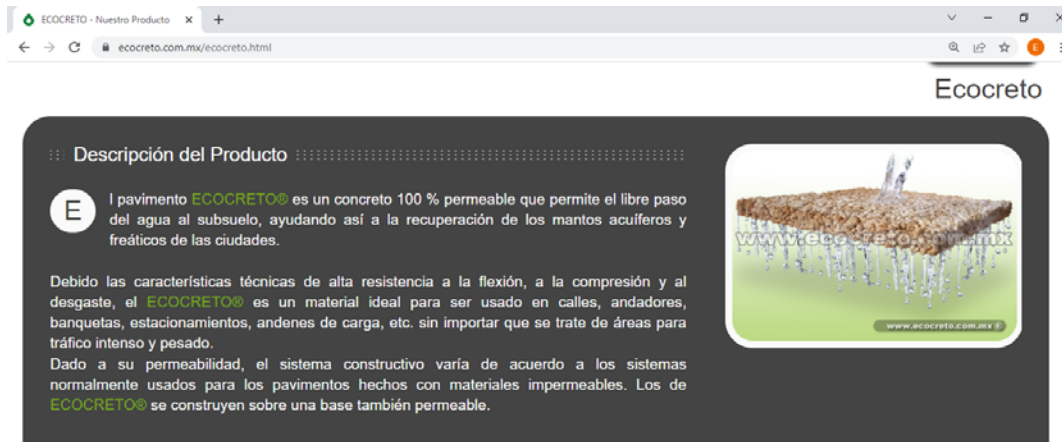 ECOCRETO - Nuestro Producto
ecocreto.com.mx/ecocreto.html
E
Ecocreto
Descripción del Producto
E
l pavimento ECOCRETO® es un concreto 100 % permeable que permite el libre paso
del agua al subsuelo, ayudando así a la recuperación de los mantos acuíferos y
freáticos de las ciudades.
Debido las características técnicas de alta resistencia a la flexión, a la compresión y al
desgaste, el ECOCRETO® es un material ideal para ser usado en calles, andadores,
banquetas, estacionamientos, andenes de carga, etc. sin importar que se trate de áreas para
tráfico intenso y pesado.
Dado a su permeabilidad, el sistema constructivo varía de acuerdo a los sistemas
normalmente usados para los pavimentos hechos con materiales impermeables. Los de
ECOCRETO® se construyen sobre una base también permeable.
www.ecocreto.com.mx
www.ecocreto.com.mx